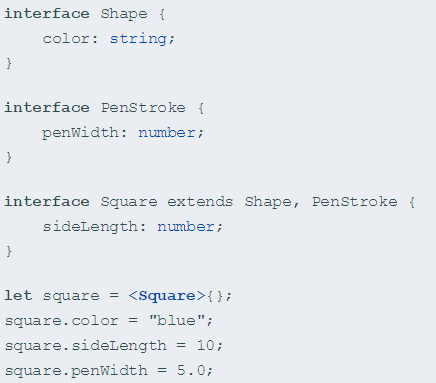 interface Shape {
    color: string;
}
interface PenStroke {
    penWidth: number;
}
interface Square extends Shape, PenStroke {
    sideLength: number;
}
let square = <Square>{};
square.color = "blue";
square.sideLength = 10;
square.penWidth = 5.0;